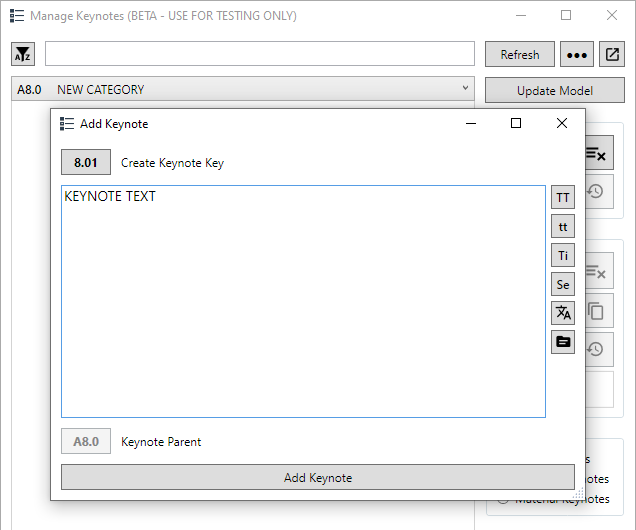 Manage Keynotes (BETA - USE FOR TESTING ONLY)
AZ
Refresh
A8.0 NEW CATEGORY
Update Model
Add Keynote
8.01 Create Keynote Key
KEYNOTE TEXT
TT
tt
Ti
Se
A8.0 Keynote Parent
Add Keynote